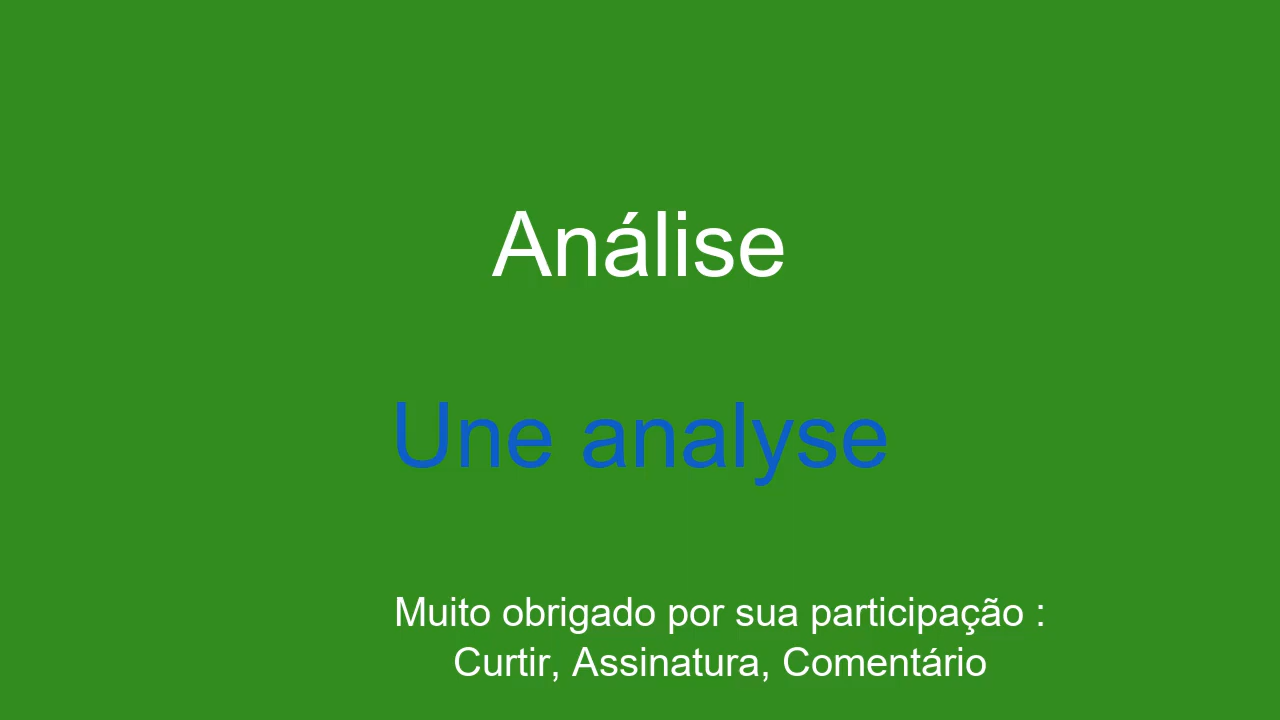 Análise
Une analyse
Muito obrigado por sua participação :
Curtir, Assinatura, Comentário